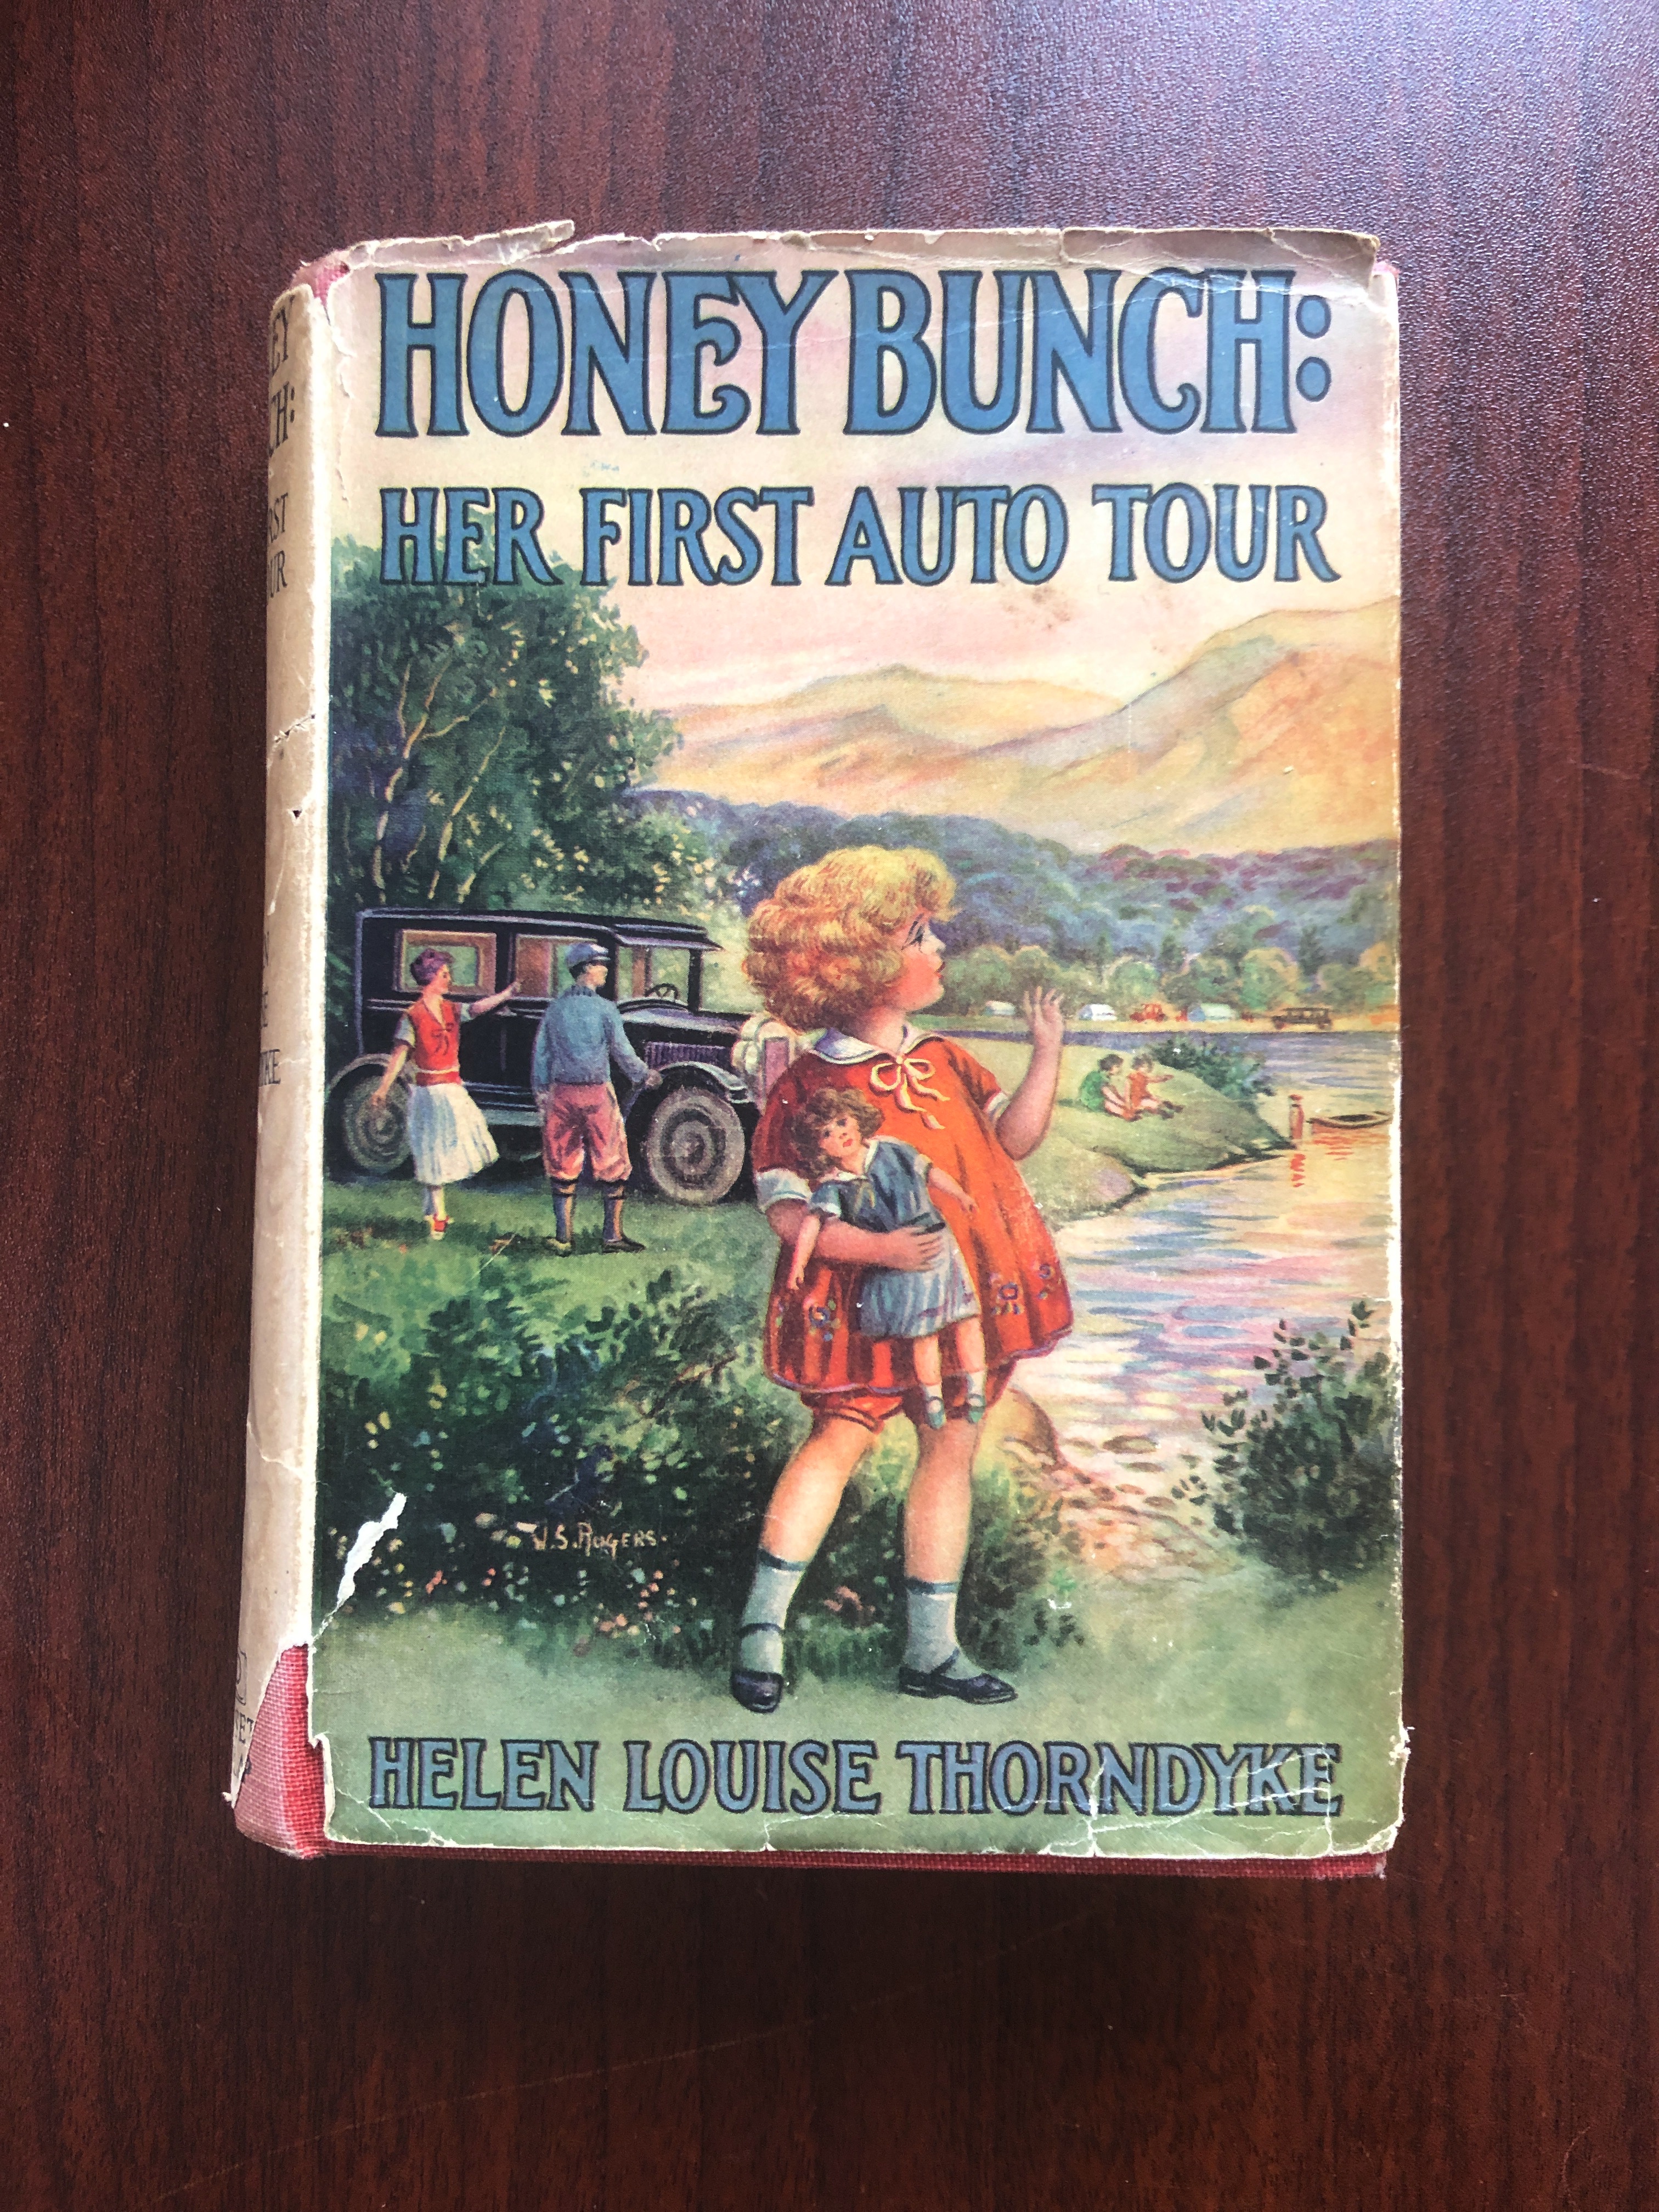 HONEY BUNCH:
HER FIRST AUTO TOUR
W.S. ROGERS.
HELEN LOUISE THORNDYKE